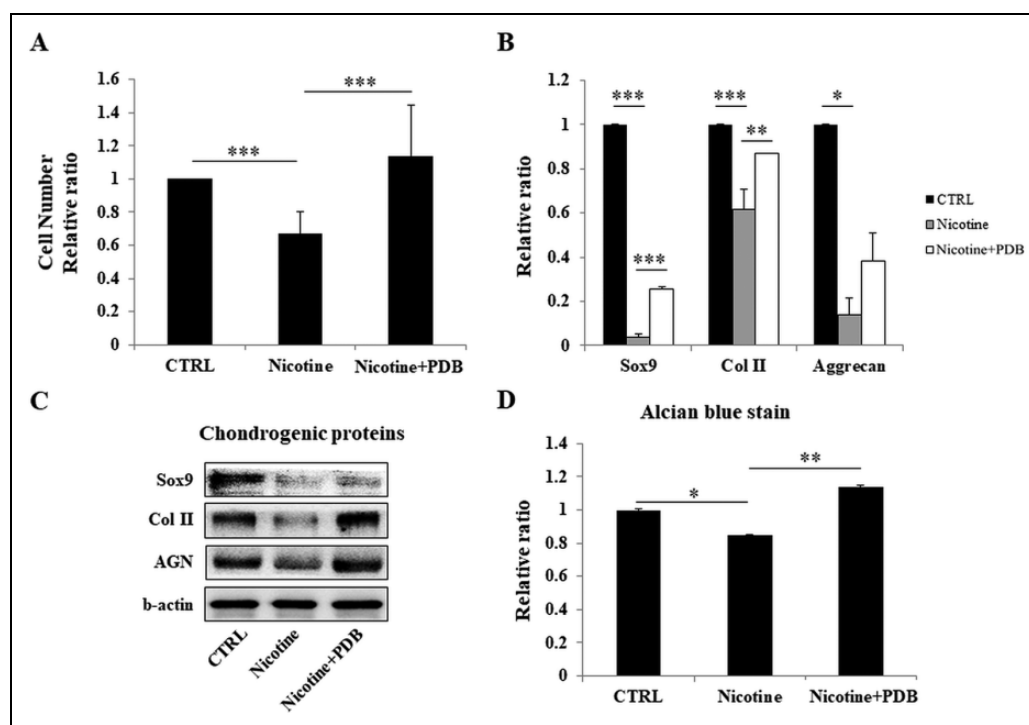 A
Cell Number
Relative ratio
1.6
1.4
1.2
1
0.8
0.6
0.4
0.2
0
***
***
CTRL
Nicotine
Nicotine+PDB
B
Relative ratio
1.2
1
0.8
0.6
0.4
0.2
0
***
***
*
**
***
Sox9
Col II
Aggrecan
CTRL
Nicotine
Nicotine+PDB
C
Chondrogenic proteins
Sox9
Col II
AGN
b-actin
CTRL
Nicotine
Nicotine+PDB
D
Alcian blue stain
Relative ratio
1.6
1.4
1.2
1
0.8
0.6
0.4
0.2
0
*
**
CTRL
Nicotine
Nicotine+PDB